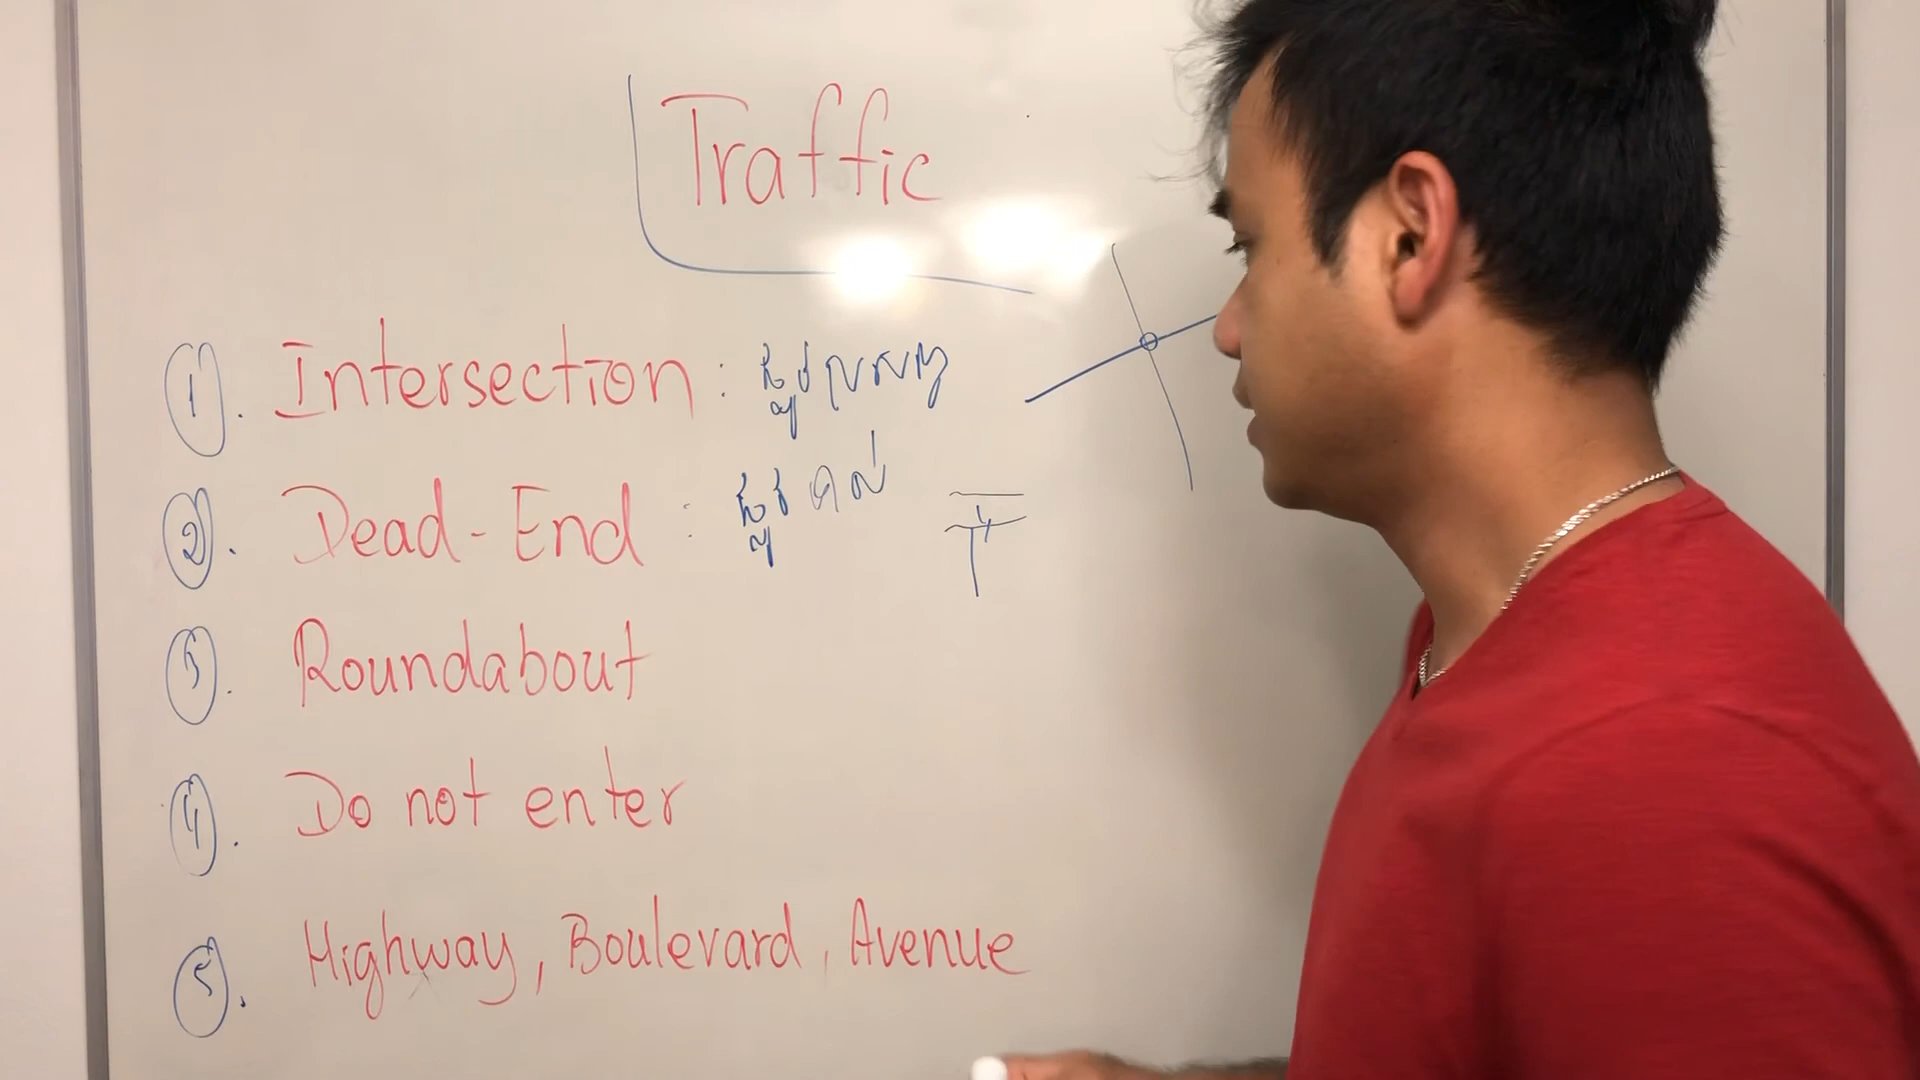 Traffic
1. Intersection :
2. Dead-End :
3. Roundabout
4. Do not enter
5. Highway, Boulevard, Avenue